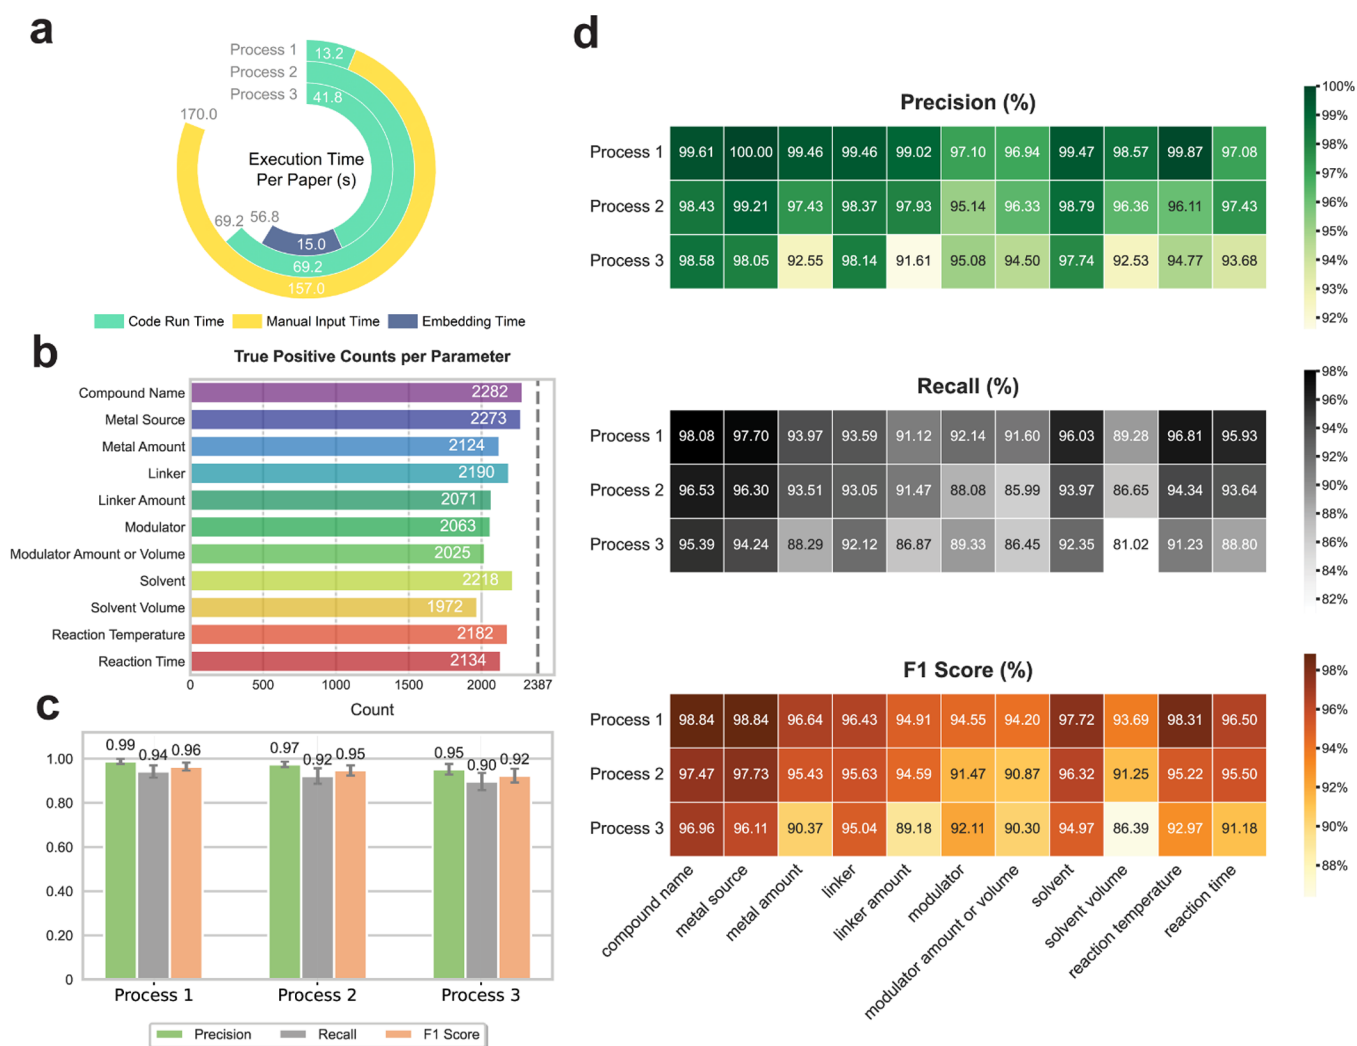 a
Process 1
13.2
Process 2
Process 3
41.8
170.0
Execution Time
Per Paper (s)
69.2
56.8
15.0
69.2
157.0
Code Run Time
Manual Input Time
Embedding Time
b
True Positive Counts per Parameter
Compound Name
2282
Metal Source
2273
Metal Amount
2124
Linker
2190
Linker Amount
2071
Modulator
2063
Modulator Amount or Volume
2025
Solvent
2218
Solvent Volume
1972
Reaction Temperature
2182
Reaction Time
2134
0 500 1000 1500 2000 2387
Count
c
1.00
0.80
0.60
0.40
0.20
0
0.99 0.94 0.96
0.97 0.92 0.95
0.95 0.90 0.92
Process 1 Process 2 Process 3
Precision Recall F1 Score
d
Precision (%)
Process 1 99.61 100.00 99.46 99.46 99.02 97.10 96.94 99.47 98.57 99.87 97.08
Process 2 98.43 99.21 97.43 98.37 97.93 95.14 96.33 98.79 96.36 96.11 97.43
Process 3 98.58 98.05 92.55 98.14 91.61 95.08 94.50 97.74 92.53 94.77 93.68
100%
99%
98%
97%
96%
95%
94%
93%
92%
Recall (%)
Process 1 98.08 97.70 93.97 93.59 91.12 92.14 91.60 96.03 89.28 96.81 95.93
Process 2 96.53 96.30 93.51 93.05 91.47 88.08 85.99 93.97 86.65 94.34 93.64
Process 3 95.39 94.24 88.29 92.12 86.87 89.33 86.45 92.35 81.02 91.23 88.80
98%
96%
94%
92%
90%
88%
86%
84%
82%
F1 Score (%)
Process 1 98.84 98.84 96.64 96.43 94.91 94.55 94.20 97.72 93.69 98.31 96.50
Process 2 97.47 97.73 95.43 95.63 94.59 91.47 90.87 96.32 91.25 95.22 95.50
Process 3 96.96 96.11 90.37 95.04 89.18 92.11 90.30 94.97 86.39 92.97 91.18
98%
96%
94%
92%
90%
88%
compound name
metal source
metal amount
linker
linker amount
modulator
modulator amount or volume
solvent
solvent volume
reaction temperature
reaction time